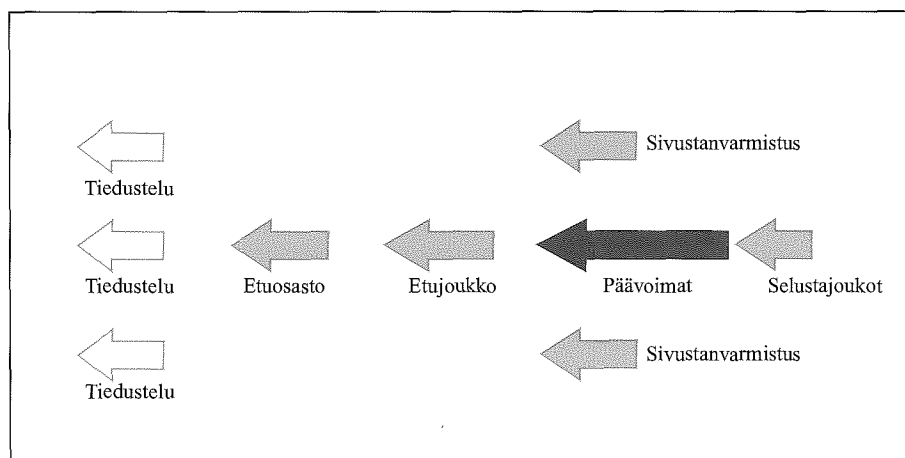 Sivustanvarmistus
Tiedustelu
Tiedustelu
Etuosasto
Etujoukko
Päävoimat
Selustajoukot
Sivustanvarmistus
Tiedustelu